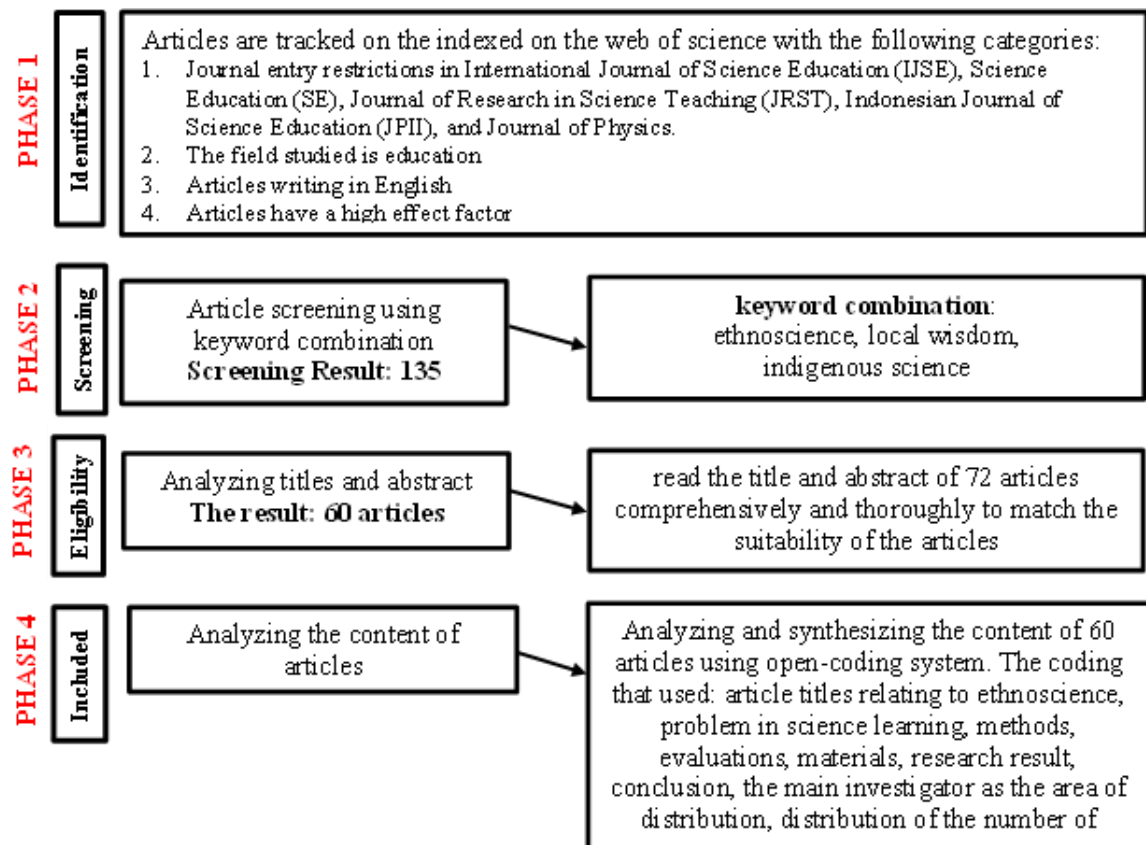 PHASE 1
Identification
Articles are tracked on the indexed on the web of science with the following categories:
1. Journal entry restrictions in International Journal of Science Education (IJSE), Science
Education (SE), Journal of Research in Science Teaching (JRST), Indonesian Journal of
Science Education (JPII), and Journal of Physics.
2. The field studied is education
3. Articles writing in English
4. Articles have a high effect factor
PHASE 2
Screening
Article screening using
keyword combination
Screening Result: 135
keyword combination:
ethnoscience, local wisdom,
indigenous science
PHASE 3
Eligibility
Analyzing titles and abstract
The result: 60 articles
read the title and abstract of 72 articles
comprehensively and thoroughly to match the
suitability of the articles
PHASE 4
Included
Analyzing the content of
articles
Analyzing and synthesizing the content of 60
articles using open-coding system. The coding
that used: article titles relating to ethnoscience,
problem in science learning, methods,
evaluations, materials, research result,
conclusion, the main investigator as the area of
distribution, distribution of the number of